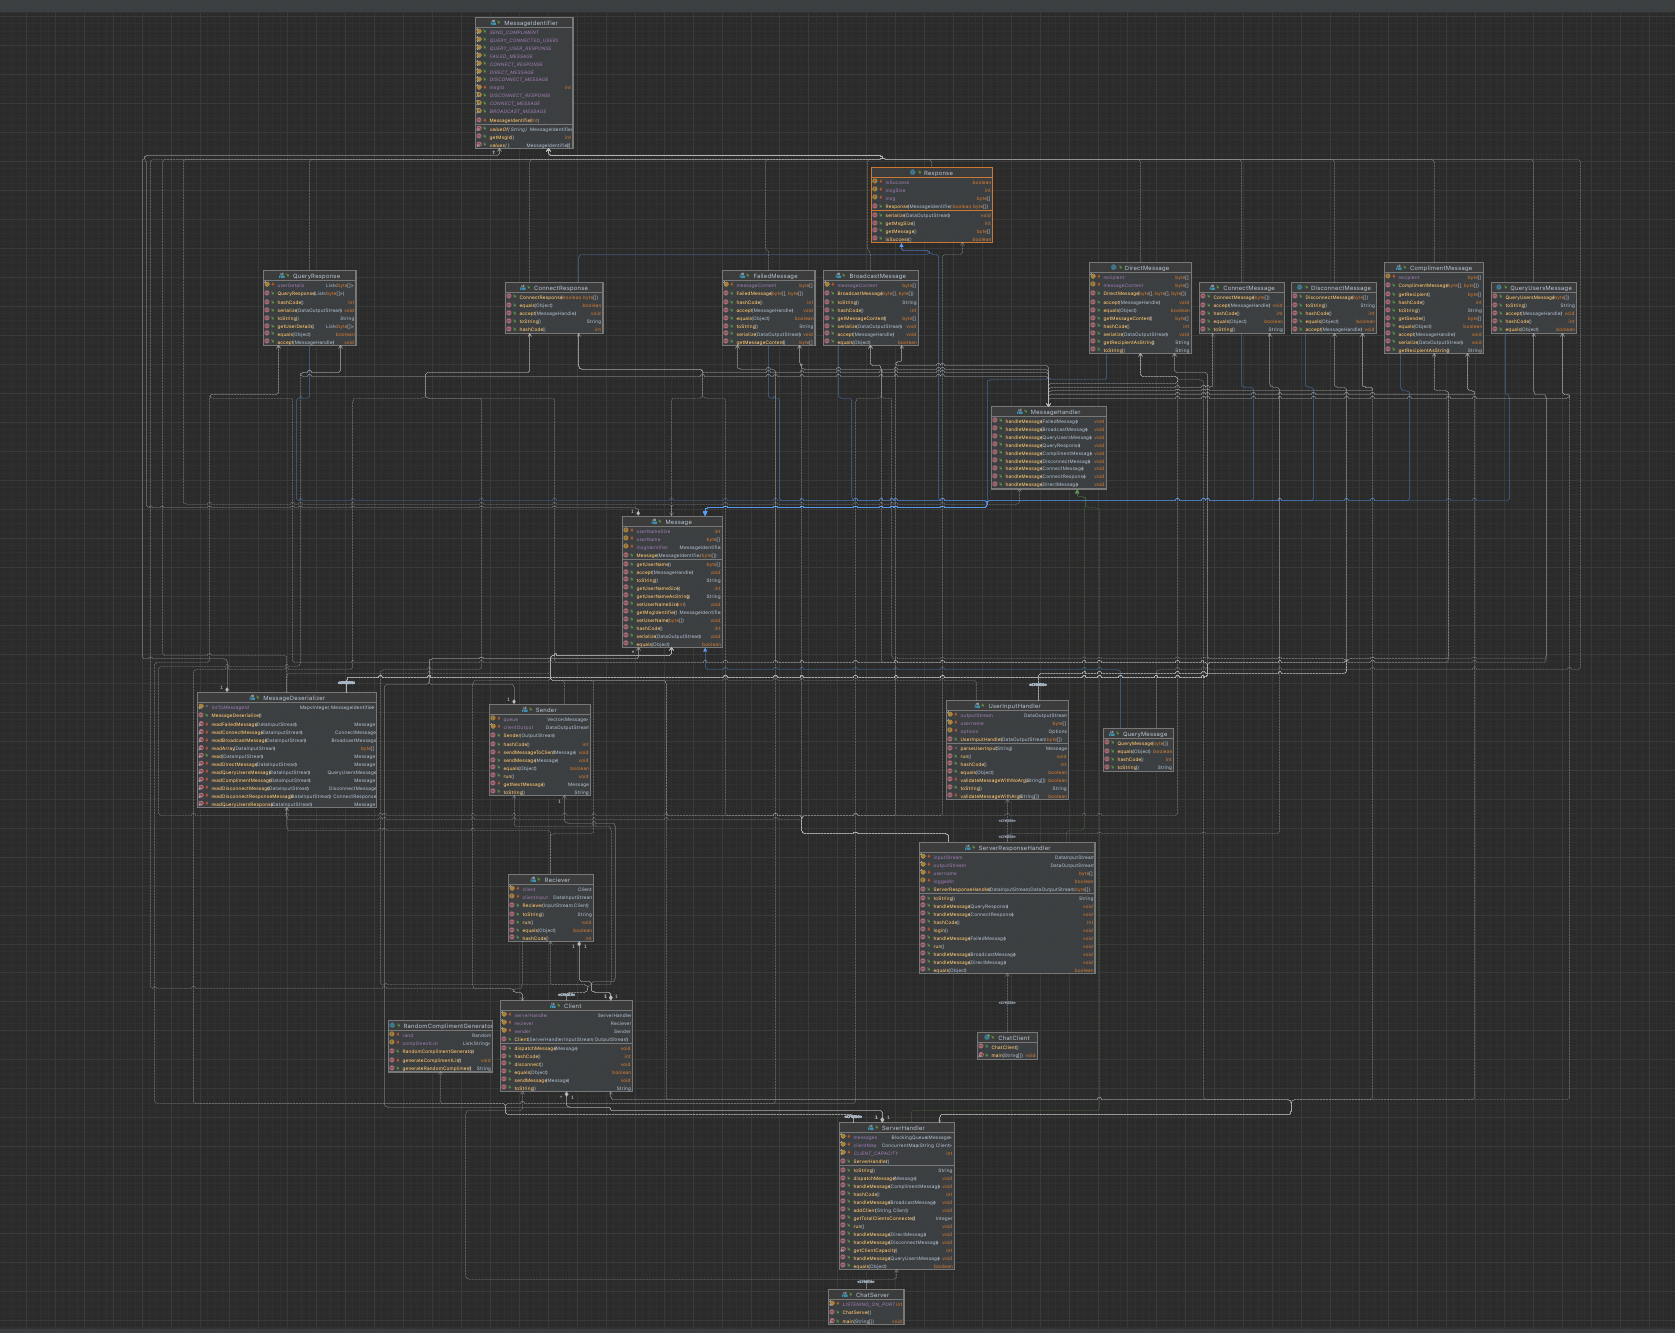 MessageIdentifier
SEND_COMPLIMENT
QUERY_CONNECTED_USERS
QUERY_USER_RESPONSE
FAILED_MESSAGE
CONNECT_RESPONSE
DIRECT_MESSAGE
DISCONNECT_MESSAGE
msgId int
DISCONNECT_RESPONSE
CONNECT_MESSAGE
BROADCAST_MESSAGE
MessageIdentifier(int)
valueOf(String) MessageIdentifier
getMsgId() int
values() MessageIdentifier[]
Response
isSuccess boolean
msgSize int
msg byte[]
Response(MessageIdentifier boolean byte[])
serialize(DataOutputStream) void
getMsgSize() int
getMessage() byte[]
isSuccess() boolean
QueryResponse
userDetails List<byte[]>
QueryResponse(List<byte[]>)
hashCode() int
serialize(DataOutputStream) void
toString() String
getUserDetails() List<byte[]>
equals(Object) boolean
accept(MessageHandler) void
ConnectResponse
ConnectResponse(boolean, byte[])
equals(Object) boolean
accept(MessageHandler) void
toString() String
hashCode() int
FailedMessage
messageContent byte[]
FailedMessage(byte[], byte[])
hashCode() int
accept(MessageHandler) void
equals(Object) boolean
toString() String
serialize(DataOutputStream) void
getMessageContent() byte[]
BroadcastMessage
messageContent byte[]
BroadcastMessage(byte[], byte[])
toString() String
hashCode() int
getMessageContent() byte[]
serialize(DataOutputStream) void
accept(MessageHandler) void
equals(Object) boolean
DirectMessage
recipient byte[]
messageContent byte[]
DirectMessage(byte[], byte[], byte[])
accept(MessageHandler) void
equals(Object) boolean
getMessageContent() byte[]
hashCode() int
serialize(DataOutputStream) void
getRecipientAsString() String
toString() String
ConnectMessage
ConnectMessage(byte[])
accept(MessageHandler) void
hashCode() int
equals(Object) boolean
toString() String
DisconnectMessage
DisconnectMessage(byte[])
toString() String
hashCode() int
equals(Object) boolean
accept(MessageHandler) void
ComplimentMessage
recipient byte[]
ComplimentMessage(byte[], byte[])
getRecipient() byte[]
hashCode() int
toString() String
getSender() byte[]
equals(Object) boolean
accept(MessageHandler) void
serialize(DataOutputStream) void
getRecipientAsString() String
QueryUsersMessage
QueryUsersMessage(byte[])
toString() String
accept(MessageHandler) void
hashCode() int
equals(Object) boolean
MessageHandler
handleMessage(FailedMessage) void
handleMessage(BroadcastMessage) void
handleMessage(QueryUsersMessage) void
handleMessage(QueryResponse) void
handleMessage(ComplimentMessage) void
handleMessage(DisconnectMessage) void
handleMessage(ConnectMessage) void
handleMessage(ConnectResponse) void
handleMessage(DirectMessage) void
Message
userNameSize int
userName byte[]
msgIdentifier MessageIdentifie
Message(MessageIdentifier byte[])
getUserName() byte[]
accept(MessageHandler) void
toString() String
getUserNameSize() int
getUserNameAsString() String
setUserNameSize(int) void
getMsgIdentifier() MessageIdentifie
setUserName(byte[]) void
hashCode() int
serialize(DataOutputStream) void
equals(Object) boolean
MessageDeserializer
Map<Integer, MessageIdentifier>
MessageDeserialize()
readFailedMessage(DataInputStream) Message
readConnectMessage(DataInputStream) ConnectMessage
readBroadcastMessage(DataInputStream) BroadcastMessage
readArray(DataInputStream) byte[]
read(DataInputStream) Message
readDirectMessage(DataInputStream) Message
readQueryUsersMessage(DataInputStream) QueryUsersMessage
readComplimentMessage(DataInputStream) Message
readDisconnectMessage(DataInputStream) DisconnectMessage
readDisconnectResponseMessage(DataInputStream) ConnectResponse
readQueryUsersResponse(DataInputStream) Message
Sender
queue Vector<Message>
clientOutput DataOutputStream
Sender(OutputStream)
hashCode() int
sendMessageToClient(Message) void
sendMessage(Message) void
equals(Object) boolean
run() void
getNextMessage() Message
toString() String
UserInputHandler
outputStream DataOutputStream
username byte[]
options Options
UserInputHandler(DataOutputStream byte[])
parseUserInput(String) Message
run() void
hashCode() int
equals(Object) boolean
validateMessageWithNoArgs(String[]) boolean
toString() String
validateMessageWithArgs(String[]) boolean
QueryMessage
QueryMessage(byte[])
equals(Object) boolean
hashCode() int
toString() String
ServerResponseHandler
inputStream DataInputStream
outputStream DataOutputStream
username byte[]
loggedIn boolean
ServerResponseHandler(DataInputStream DataOutputStream byte[])
toString() String
handleMessage(QueryResponse) void
handleMessage(ConnectResponse) void
hashCode() int
login() void
handleMessage(FailedMessage) void
run() void
handleMessage(BroadcastMessage) void
handleMessage(DirectMessage) void
equals(Object) boolean
Reciever
client Client
clientInput DataInputStream
Reciever(InputStream Client)
toString() String
run() void
equals(Object) boolean
hashCode() int
Client
serverHandler ServerHandler
reciever Reciever
sender Sender
Client(ServerHandler InputStream OutputStream)
dispatchMessage(Message) void
hashCode() int
disconnect() void
equals(Object) boolean
sendMessage(Message) void
toString() String
RandomComplimentGenerator
rand Random
complimentList List<String>
RandomComplimentGenerator()
generateComplimentList() void
generateRandomCompliment() String
ChatClient
ChatClient()
main(String[]) void
ServerHandler
messages BlockingQueue<Message>
clientMap ConcurrentMap<String, Client>
CLIENT_CAPACITY int
ServerHandler()
toString() String
dispatchMessage(Message) void
handleMessage(ComplimentMessage) void
hashCode() int
handleMessage(BroadcastMessage) void
addClient(String, Client) void
getTotalClientsConnected() Integer
run() void
handleMessage(DirectMessage) void
handleMessage(DisconnectMessage) void
getClientCapacity() int
handleMessage(QueryUsersMessage) void
equals(Object) boolean
ChatServer
LISTENING_ON_PORT int
ChatServer()
main(String[]) void